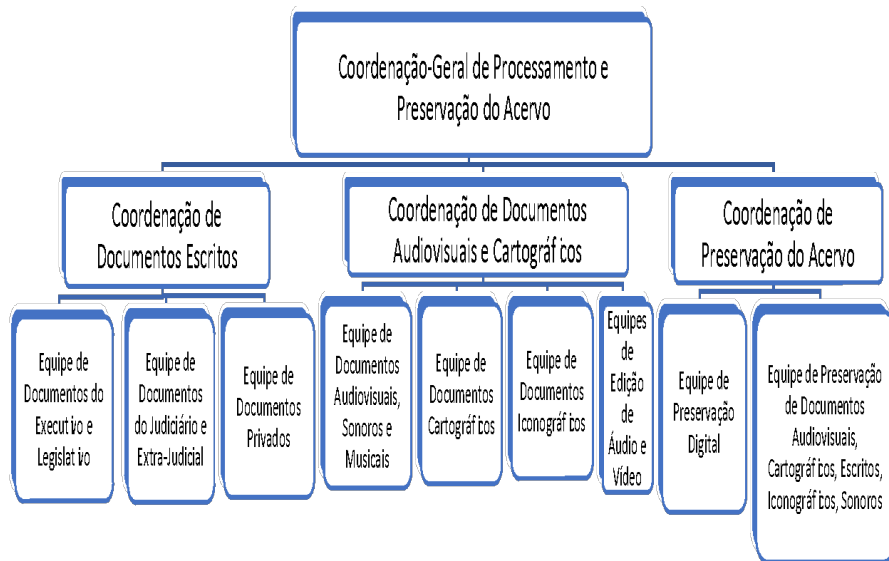 Coordenação-Geral de Processamento e
Preservação do Acervo
Coordenação de
Documentos Escritos
Coordenação de Documentos
Audiovisuais e Cartográficos
Coordenação de
Preservação do Acervo
Equipe de
Documentos do
Executivo e
Legislativo
Equipe de
Documentos
do Judiciário e
Extra-Judicial
Equipe de
Documentos
Privados
Equipe de
Documentos
Audiovisuais,
Sonoros e
Musicais
Equipe de
Documentos
Cartográficos
Equipe de
Documentos
Iconográficos
Equipes
de
Edição
de
Áudio e
Vídeo
Equipe de
Preservação
Digital
Equipe de Preservação
de Documentos
Audiovisuais,
Cartográficos, Escritos,
Iconográficos, Sonoros